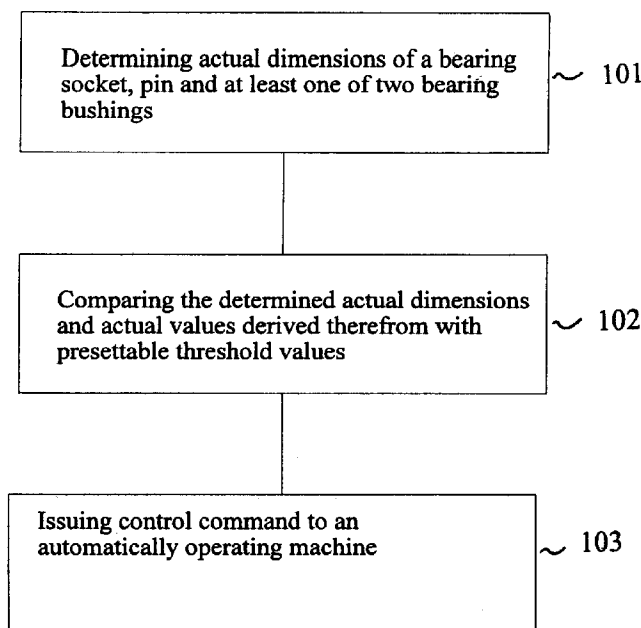 Determining actual dimensions of a bearing
socket, pin and at least one of two bearing
bushings
101
Comparing the determined actual dimensions
and actual values derived therefrom with
presettable threshold values
102
Issuing control command to an
automatically operating machine
103